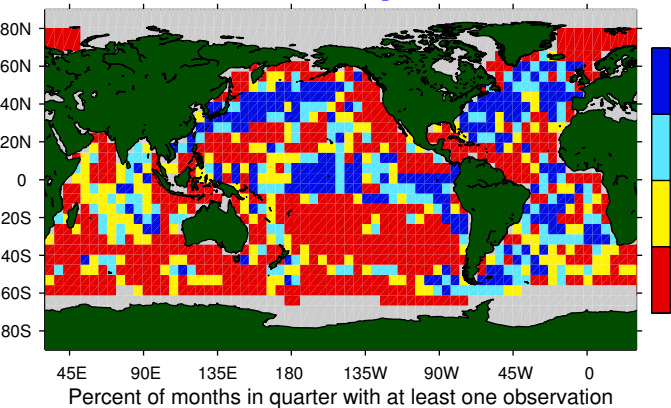 80N
60N
40N
20N
0
20S
40S
60S
80S
45E 90E 135E 180 135W 90W 45W 0
Percent of months in quarter with at least one observation